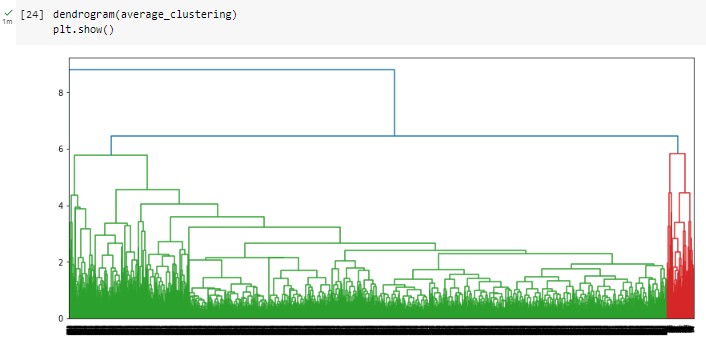 [24] dendrogram(average_clustering)
1m plt.show()
8
6
4
2
0